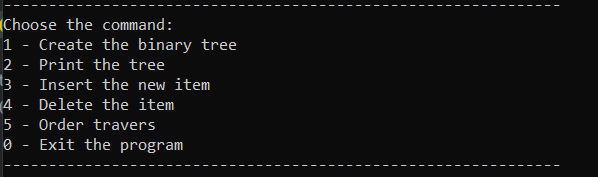 --------------------------------------------------------------
Choose the command:
1 - Create the binary tree
2 - Print the tree
3 - Insert the new item
4 - Delete the item
5 - Order travers
0 - Exit the program
--------------------------------------------------------------